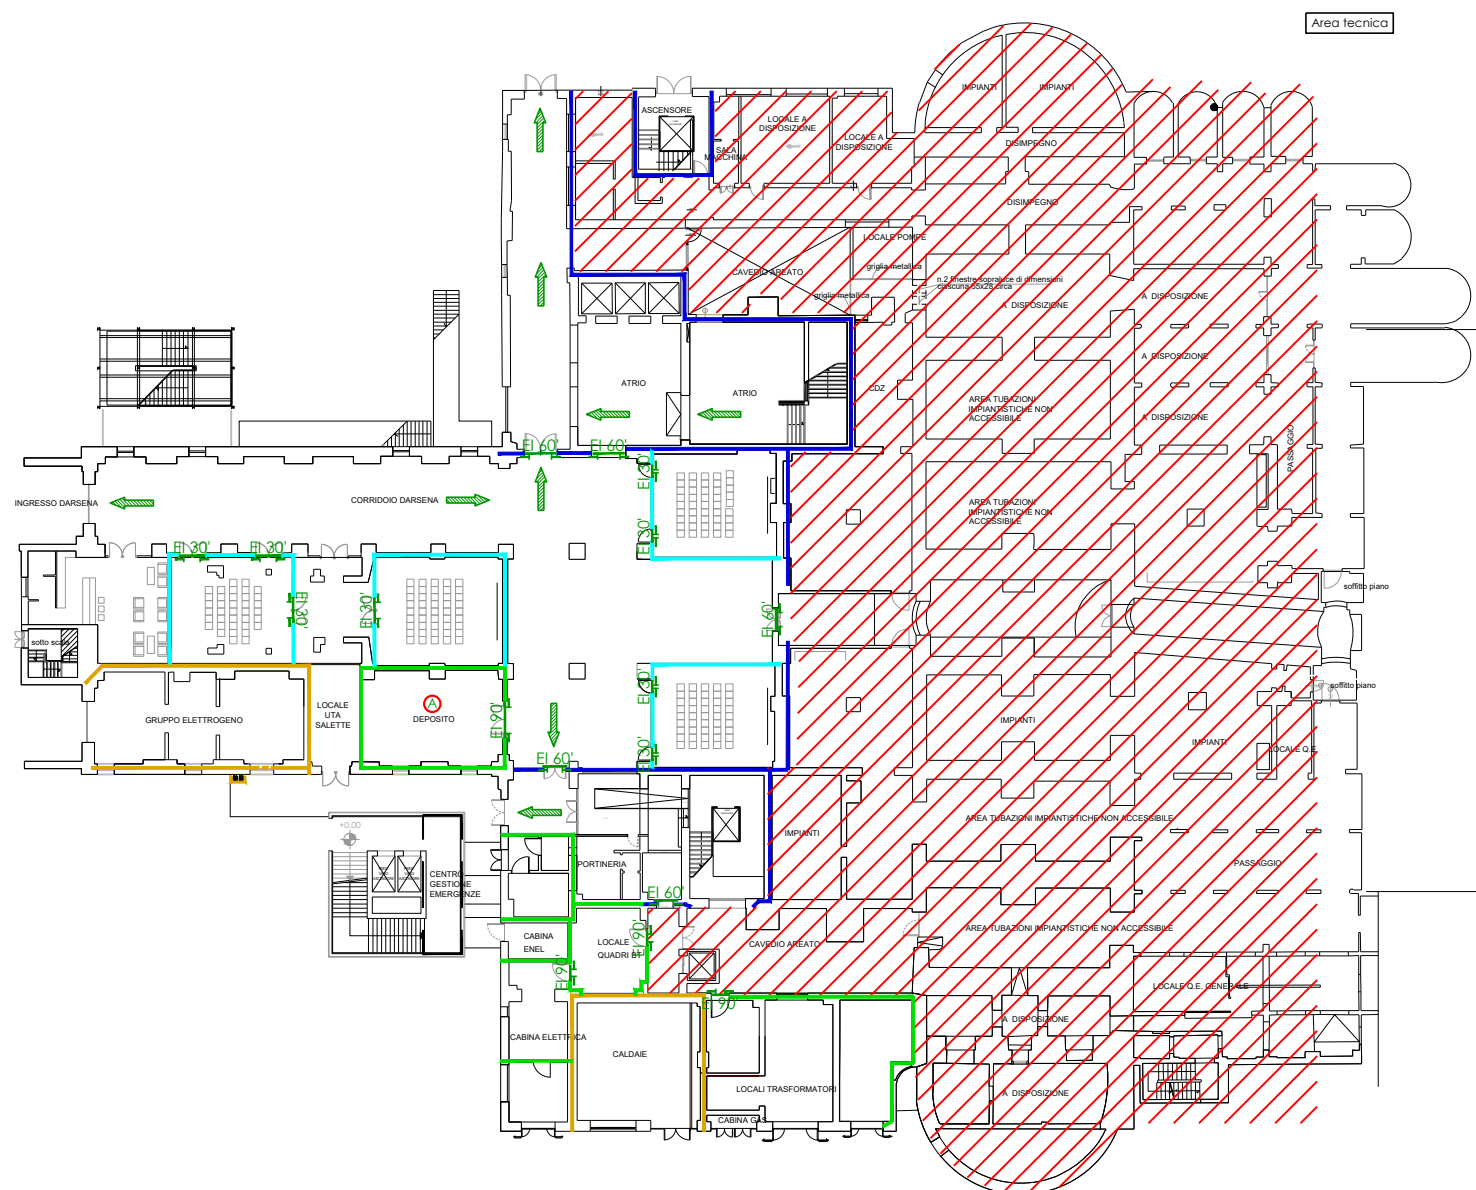 Area tecnica
IMPIANTI
IMPIANTI
ASCENSORE
LOCALE A
DISPOSIZIONE
LOCALE A
DISPOSIZIONE
SALA
MACCHINA
DISIMPEGNO
DISIMPEGNO
LOCALE POMPE
griglia metallica
CAVEDIO AREATO
n.2 finestre sopraluce di dimensioni
ciascuna 55x28 circa
griglia metallica
A DISPOSIZIONE
A DISPOSIZIONE
A DISPOSIZIONE
ATRIO
ATRIO
CDZ
AREA TUBAZIONI
IMPIANTISTICHE NON
ACCESSIBILE
A DISPOSIZIONE
PASSAGGIO
EI 60'
EI 60'
EI 30'
EI 30'
INGRESSO DARSENA
CORRIDOIO DARSENA
AREA TUBAZIONI
IMPIANTISTICHE NON
ACCESSIBILE
EI 30'
EI 30'
EI 30'
EI 30'
EI 60'
soffitto piano
sotto scala
soffitto piano
EI 30'
EI 30'
GRUPPO ELETTROGENO
LOCALE
UTA
SALETTE
A
DEPOSITO
EI 90'
EI 60'
IMPIANTI
IMPIANTI
LOCALE Q.E.
+0.00
IMPIANTI
AREA TUBAZIONI IMPIANTISTICHE NON ACCESSIBILE
PORTINERIA
PASSAGGIO
CENTRO
GESTIONE
EMERGENZE
EI 60'
CABINA
ENEL
LOCALE
QUADRI BT
EI 90'
EI 90'
CAVEDIO AREATO
AREA TUBAZIONI IMPIANTISTICHE NON ACCESSIBILE
LOCALE Q.E. GENERALE
EI 90'
A DISPOSIZIONE
CABINA ELETTRICA
CALDAIE
LOCALI TRASFORMATORI
A DISPOSIZIONE
CABINA GAS